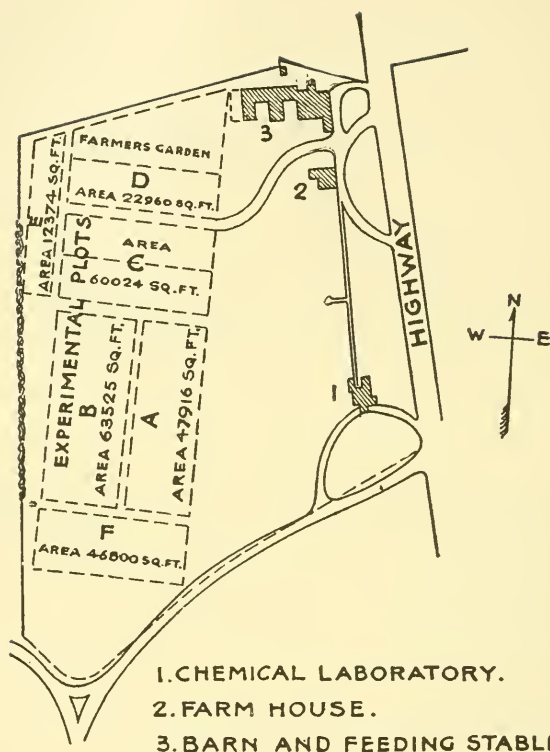 3
FARMERS GARDEN
D
AREA 22960 SQ.FT.
2
E
AREA 12374 SQ.FT.
AREA
C
60024 SQ.FT.
EXPERIMENTAL PLOTS
B
AREA 63525 SQ.FT.
A
AREA 47916 SQ.FT.
HIGHWAY
N
W
E
1
F
AREA 46800 SQ.FT.
1. CHEMICAL LABORATORY.
2. FARM HOUSE.
3. BARN AND FEEDING STABLE